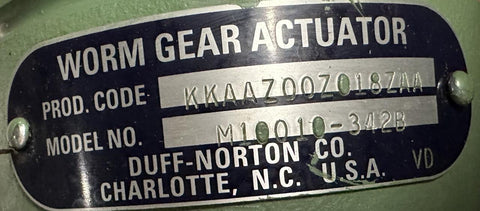 WORM GEAR ACTUATOR
PROD. CODE KKAAZ00Z018ZAA
MODEL NO. M10010-342B
DUFF-NORTON CO.
CHARLOTTE, N.C. U.S.A. VD